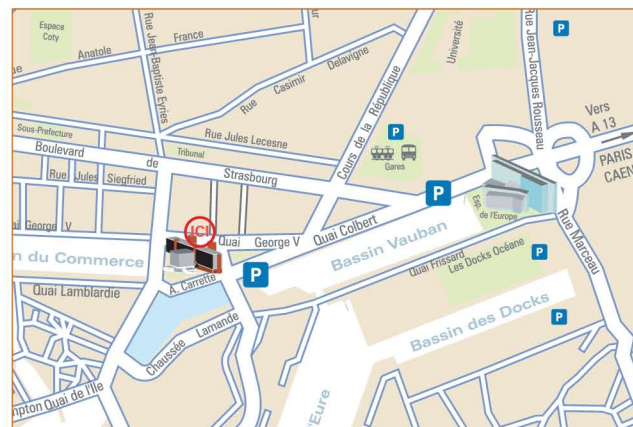 Espace
Coty
Anatole
France
Rue Jean-Baptiste Eyries
Rue
Casimir
Delavigne
Cours de la République
Université
P
Rue Jean-Jacques Rousseau
Vers
A 13
PARIS
CAEN
Sous-Prefecture
Rue Jules Lecesne
Boulevard
de
Strasbourg
Tribunal
P
Gares
Rue Jules Siegfried
P
Esp.
de l'Europe
George V
ICI
Quai George V
Quai Colbert
Bassin Vauban
Rue Marceau
du Commerce
P
A. Carrette
Quai Frissard
Les Docks Océane
P
Quai Lamblardie
Chaussée
Lamande
Bassin des Docks
P
Quai de l'Ile
l'Eure